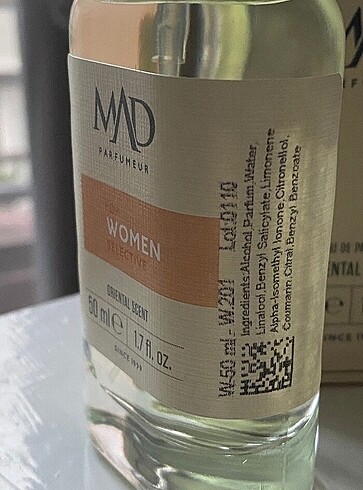 MAD
PARFUMEUR
WOMEN
SELECTIVE
ORIENTAL SCENT
50 ml e 1.7 fl. oz.
SINCE 1999
W-50 ml - W201 Lot:0110
Ingredients:Alcohol,Parfum,Water,
Linalool,Benzyl Salicylate,Limonene
Alpha-Isomethyl Ionone,Citronellol,
Coumarin,Citral,Benzyl Benzoate